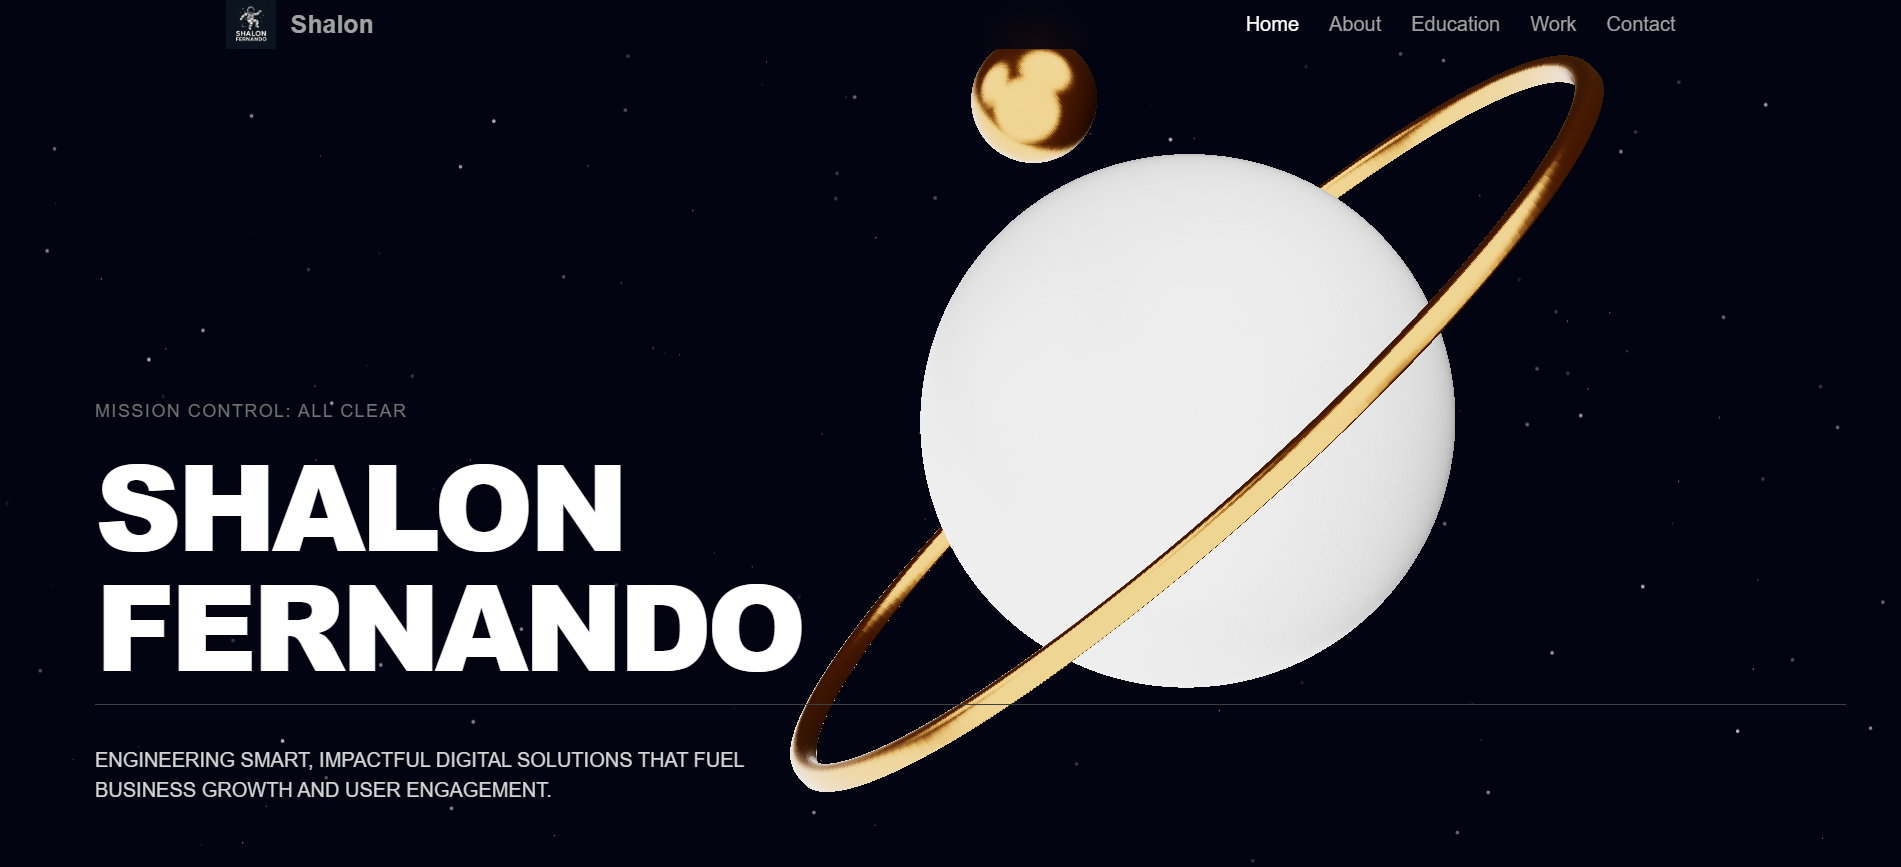 SHALON
FERNANDO
Shalon
Home
About
Education
Work
Contact
MISSION CONTROL: ALL CLEAR
SHALON
FERNANDO
ENGINEERING SMART, IMPACTFUL DIGITAL SOLUTIONS THAT FUEL
BUSINESS GROWTH AND USER ENGAGEMENT.